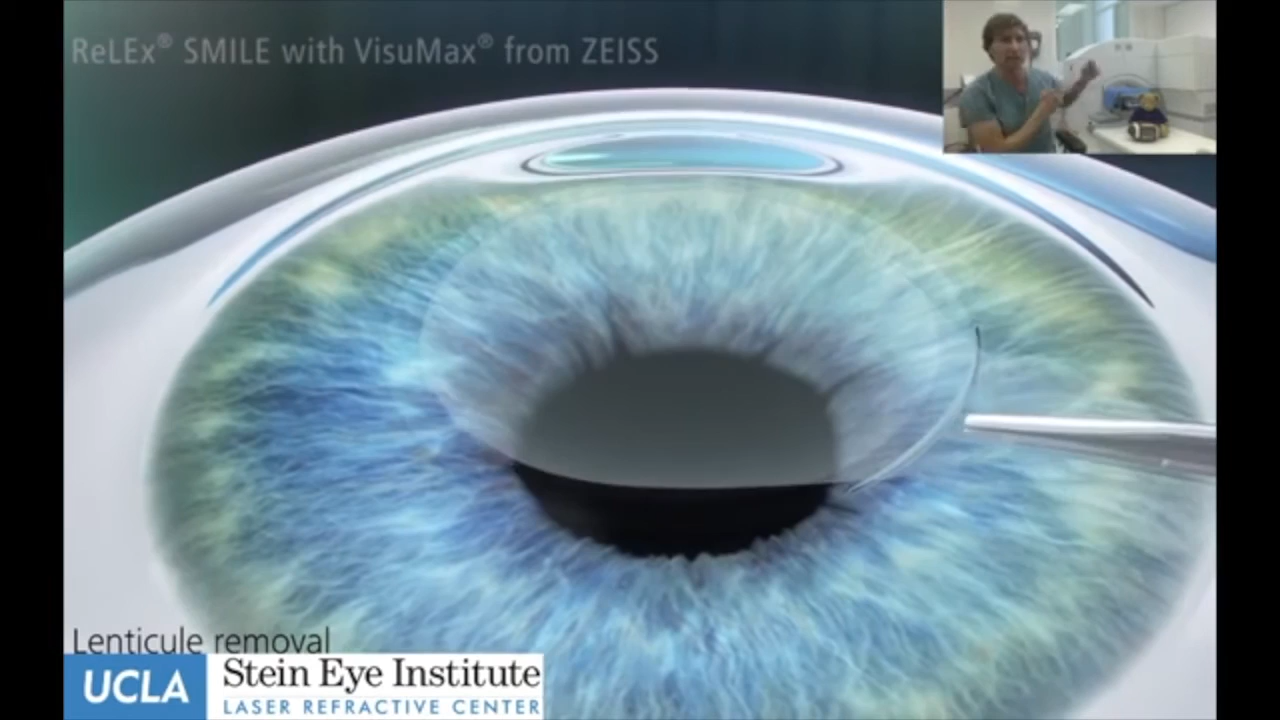 ReLEx® SMILE with VisuMax® from ZEISS
Lenticule removal
UCLA
Stein Eye Institute
LASER REFRACTIVE CENTER